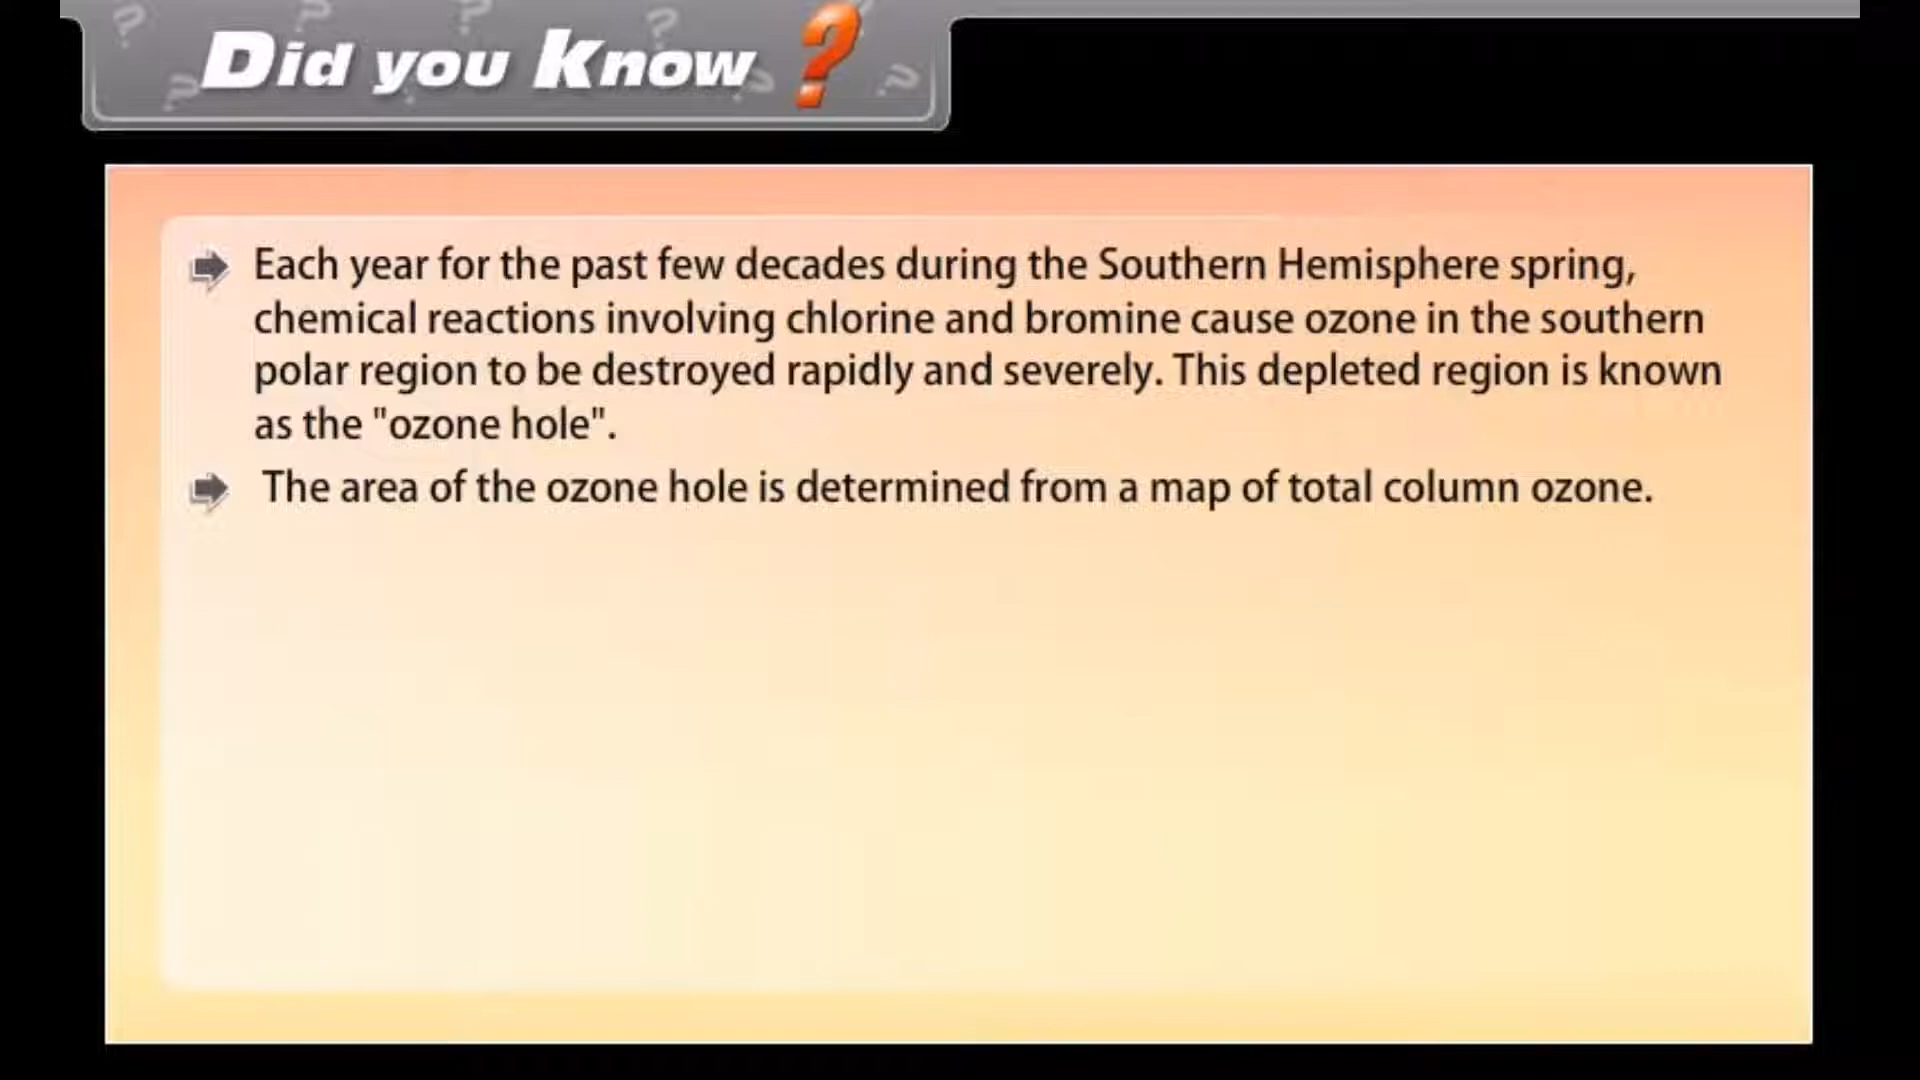 Did you Know ?
Each year for the past few decades during the Southern Hemisphere spring,
chemical reactions involving chlorine and bromine cause ozone in the southern
polar region to be destroyed rapidly and severely. This depleted region is known
as the "ozone hole".
The area of the ozone hole is determined from a map of total column ozone.